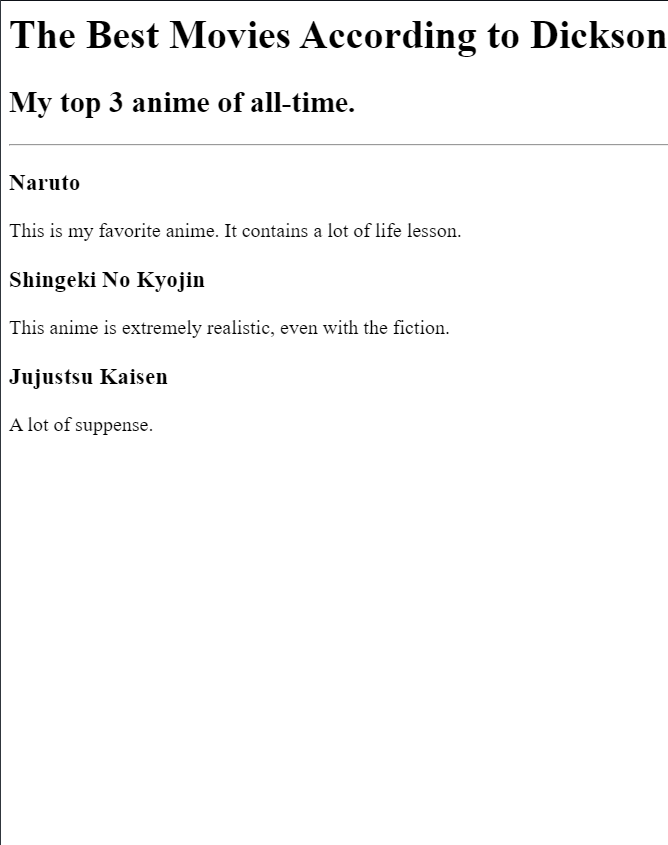 The Best Movies According to Dickson
My top 3 anime of all-time.
Naruto
This is my favorite anime. It contains a lot of life lesson.
Shingeki No Kyojin
This anime is extremely realistic, even with the fiction.
Jujustsu Kaisen
A lot of suppense.